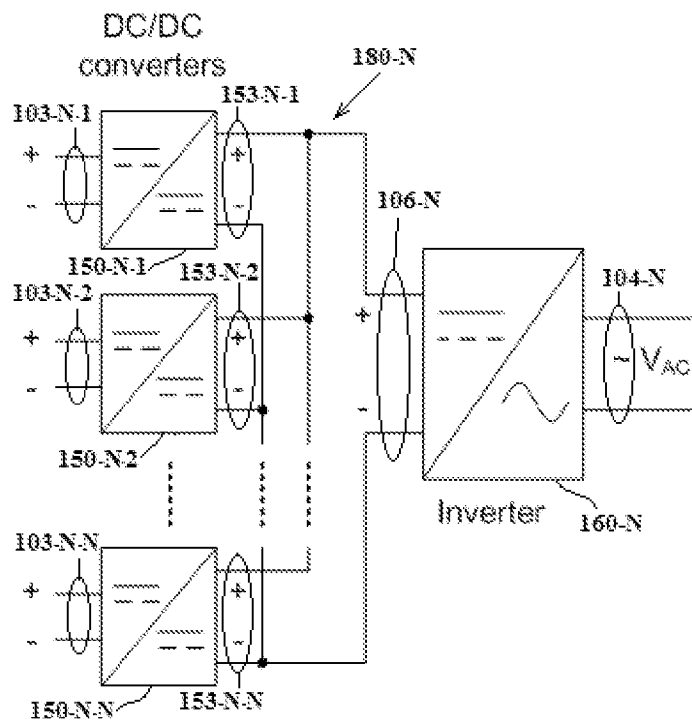 DC/DC
converters
180-N
153-N-1
103-N-1
+
+
-
-
106-N
150-N-1
153-N-2
103-N-2
104-N
+
+
+
~
VAC
-
-
-
150-N-2
Inverter
160-N
103-N-N
+
+
-
-
150-N-N
153-N-N